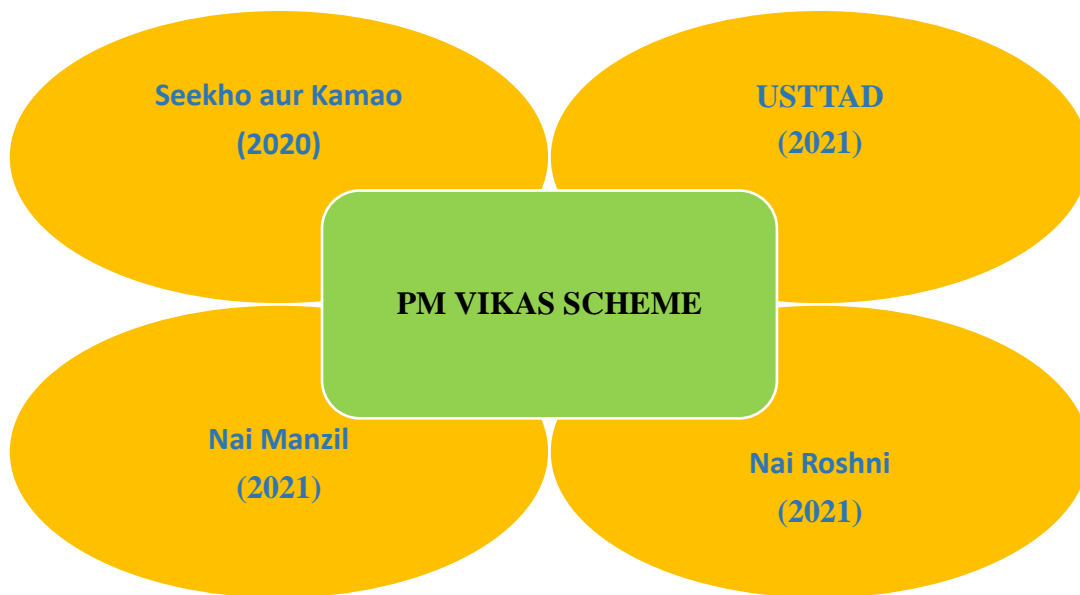 Seekho aur Kamao
(2020)
USTTAD
(2021)
PM VIKAS SCHEME
Nai Manzil
(2021)
Nai Roshni
(2021)